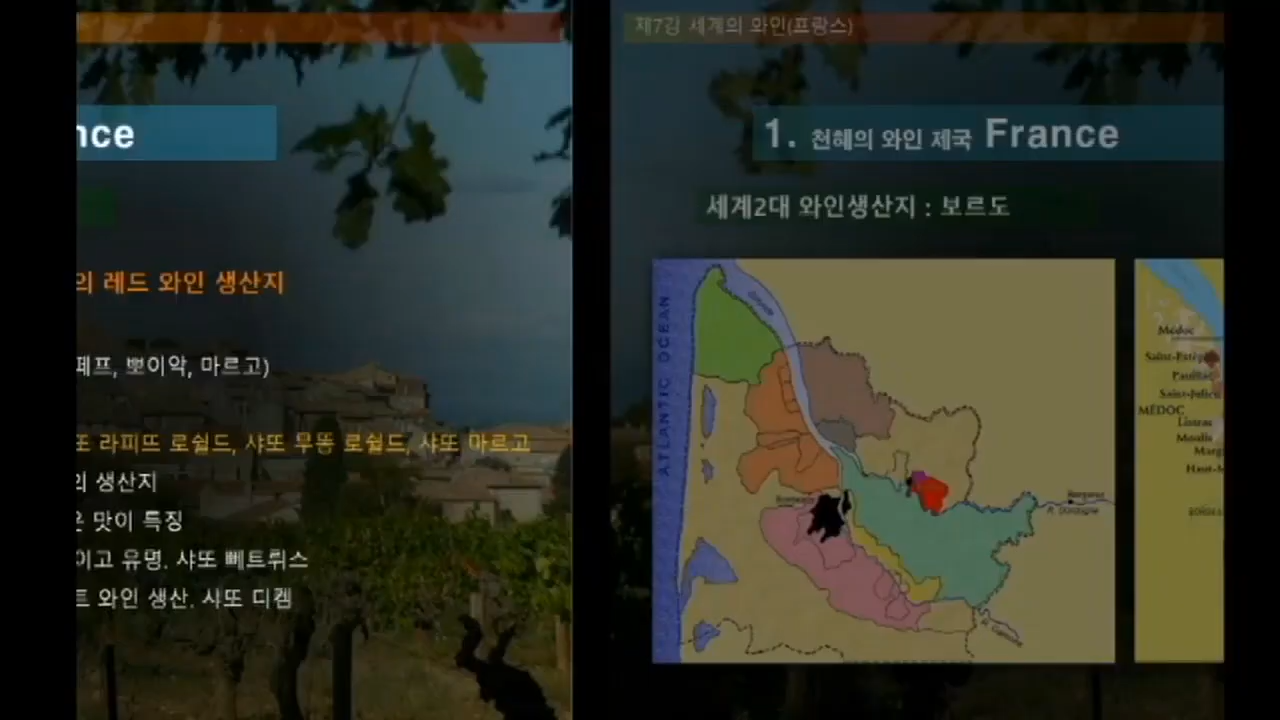 nce
의 레드 와인 생산지
페프, 뽀이악, 마르고)
또 라피뜨 로쉴드, 샤또 무똥 로쉴드, 샤또 마르고
의 생산지
운 맛이 특징
이고 유명. 샤또 뻬트뤼스
트 와인 생산. 샤또 디켐
제7강 세계의 와인(프랑스)
1. 천혜의 와인 제국 France
세계2대 와인생산지 : 보르도
ATLANTIC OCEAN
Médoc
Saint-Estèphe
Pauillac
Saint-Julien
MÉDOC
Listrac
Moulis
Marg
Haut-M